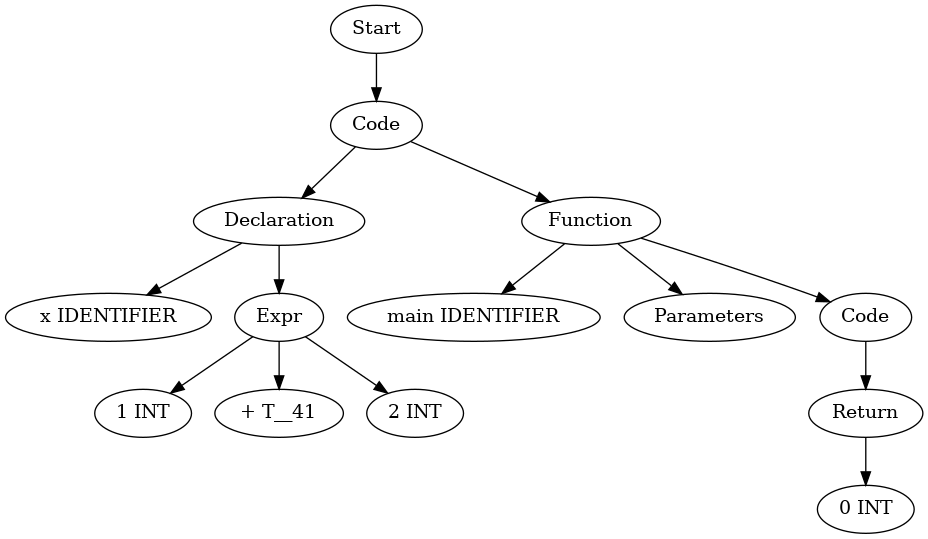 Start
Code
Declaration
Function
x IDENTIFIER
Expr
main IDENTIFIER
Parameters
Code
1 INT
+ T__41
2 INT
Return
0 INT